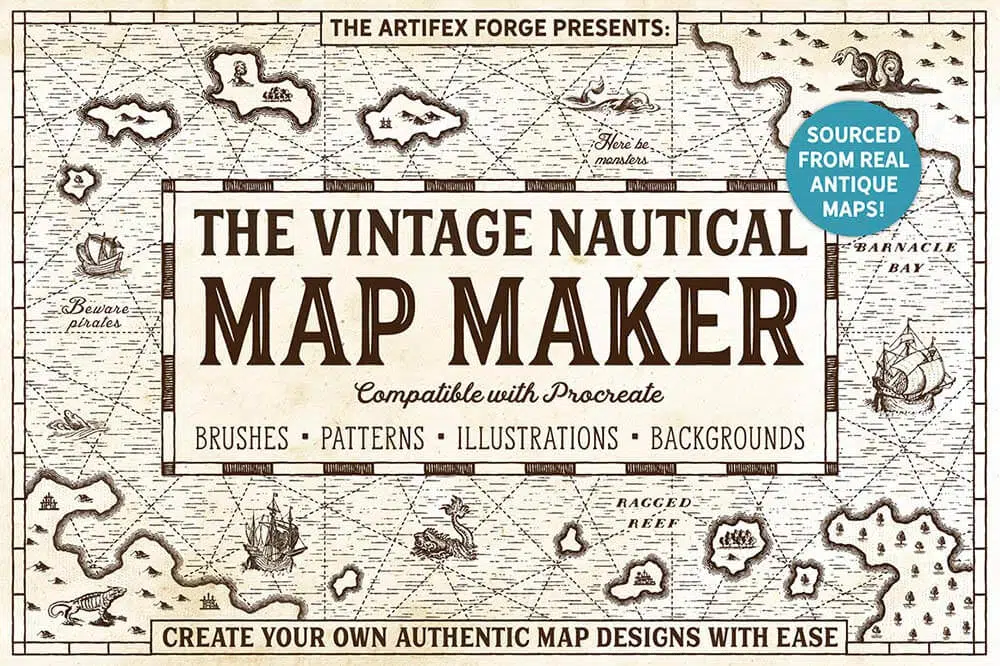 THE ARTIFEX FORGE PRESENTS:
Here be
monsters
SOURCED
FROM REAL
ANTIQUE
MAPS!
THE VINTAGE NAUTICAL
MAP MAKER
Compatible with Procreate
BRUSHES ▪ PATTERNS ▪ ILLUSTRATIONS ▪ BACKGROUNDS
BARNACLE
BAY
Beware
pirates
RAGGED
REEF
CREATE YOUR OWN AUTHENTIC MAP DESIGNS WITH EASE